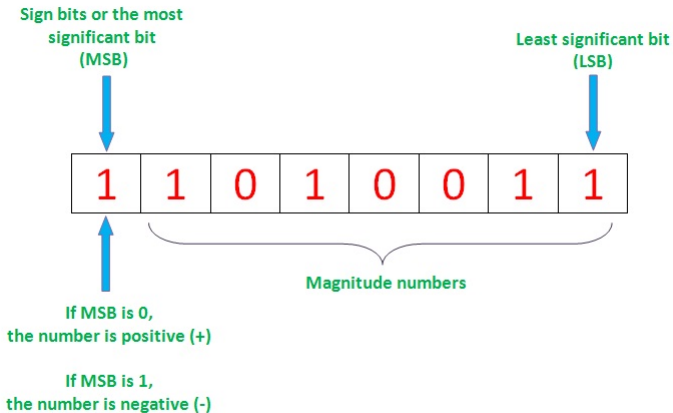 Sign bits or the most
significant bit
(MSB)
Least significant bit
(LSB)
1 1 0 1 0 0 1 1
Magnitude numbers
If MSB is 0,
the number is positive (+)
If MSB is 1,
the number is negative (-)